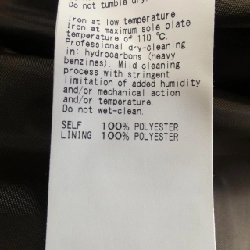 Do not tumble dry.
Iron at low temperature
Iron at maximum sole plate
temperature of 110 °C.
Professional dry-cleaning
in: hydrocarbons (heavy
benzines). Mild cleaning
process with stringent
limitation of added humidity
and/or mechanical action
and/or temperature
Do not wet-clean.
SELF 100% POLYESTER
LINING 100% POLYESTER